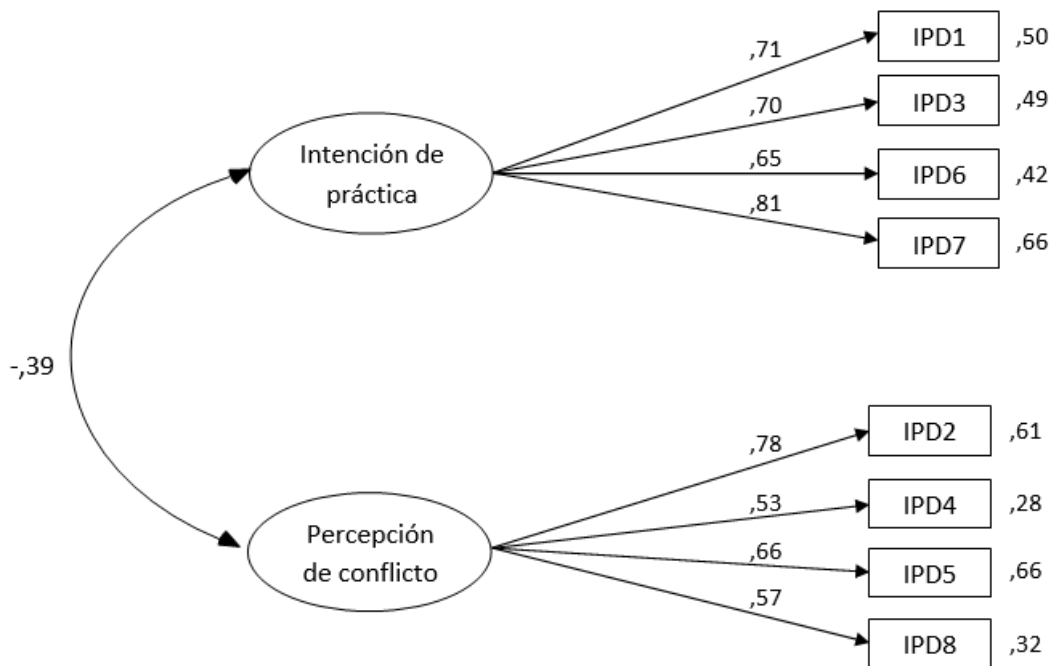 ,71
IPD1
,50
,70
IPD3
,49
Intención de
práctica
,65
IPD6
,42
,81
IPD7
,66
-,39
,78
IPD2
,61
,53
IPD4
,28
Percepción
de conflicto
,66
IPD5
,66
,57
IPD8
,32